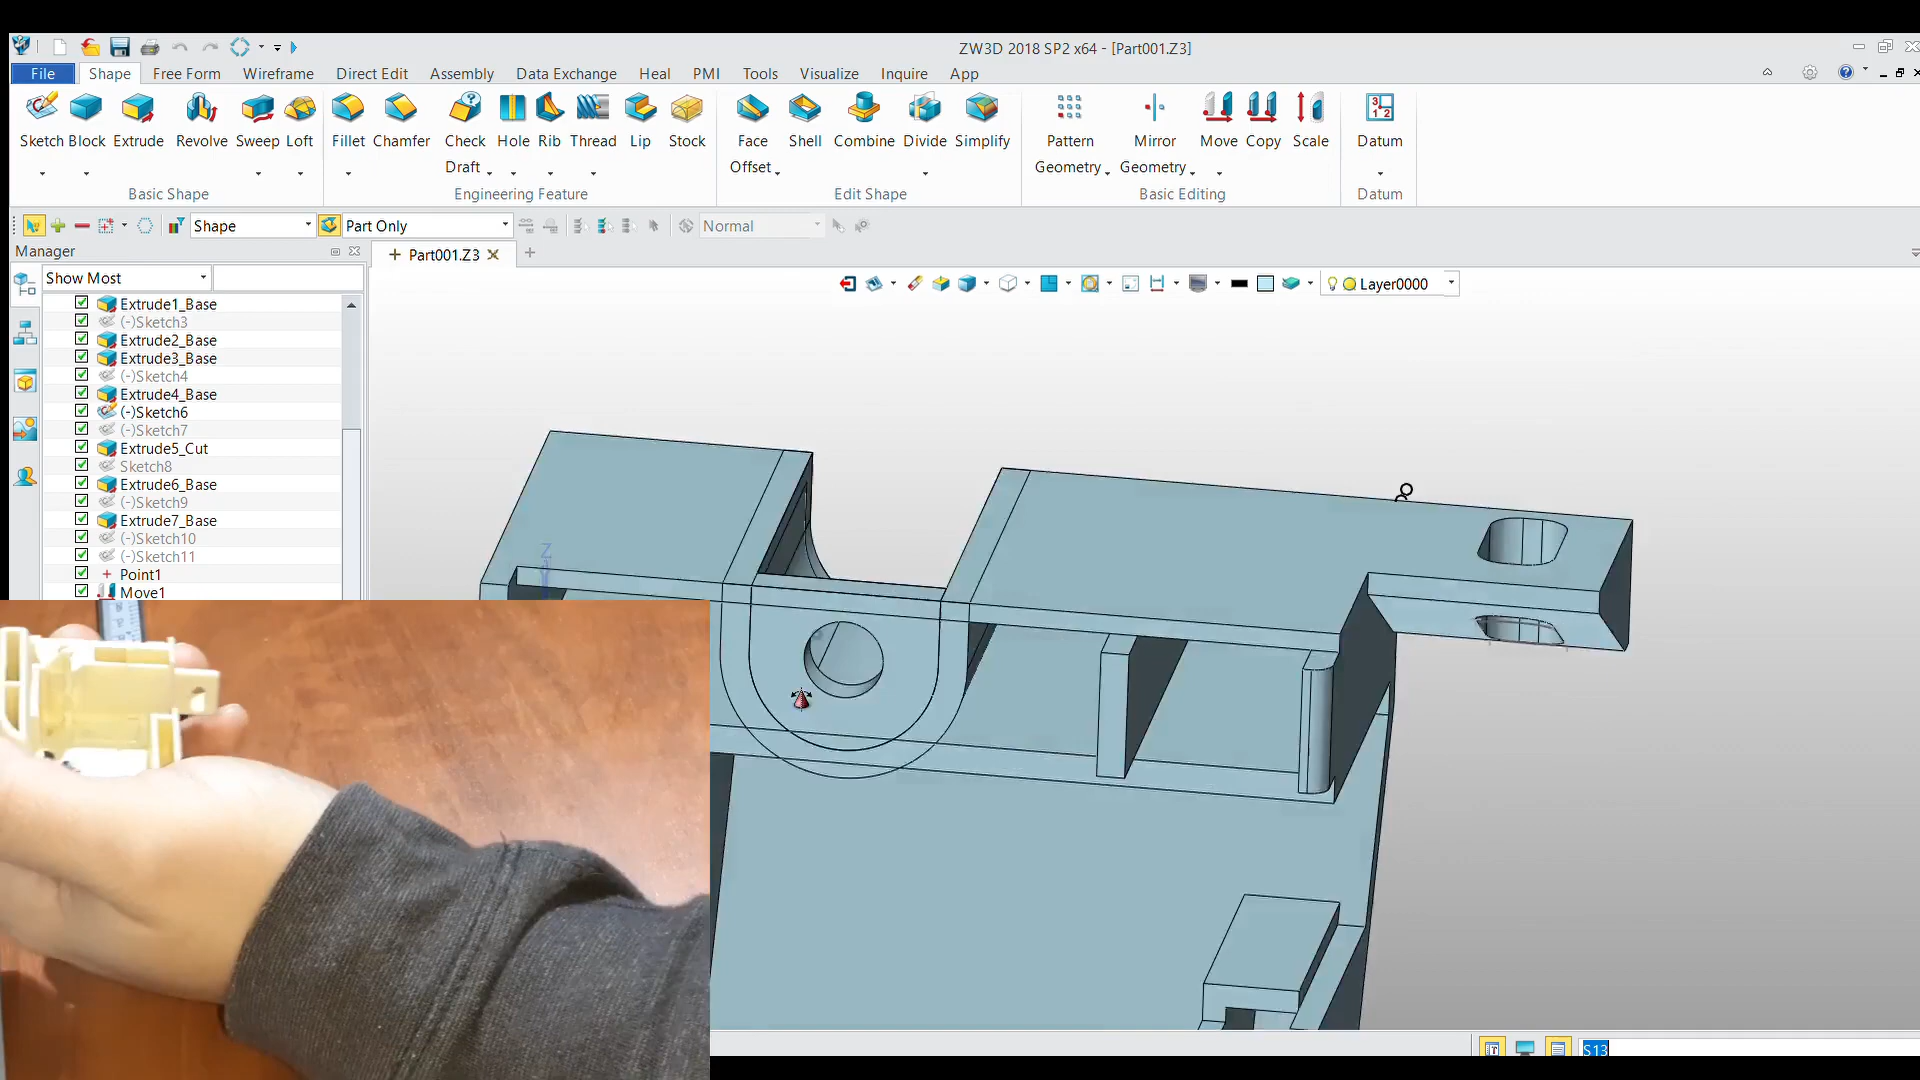 ZW3D 2018 SP2 x64 - [Part001.Z3]
File Shape Free Form Wireframe Direct Edit Assembly Data Exchange Heal PMI Tools Visualize Inquire App
Sketch Block Extrude Revolve Sweep Loft Fillet Chamfer Check Draft Hole Rib Thread Lip Stock Face Offset Shell Combine Divide Simplify Pattern Geometry Mirror Geometry Move Copy Scale Datum
Basic Shape Engineering Feature Edit Shape Basic Editing Datum
Shape Part Only Normal
Manager
Part001.Z3
Show Most
Layer0000
Extrude1_Base
(-)Sketch3
Extrude2_Base
Extrude3_Base
(-)Sketch4
Extrude4_Base
(-)Sketch6
(-)Sketch7
Extrude5_Cut
Sketch8
Extrude6_Base
(-)Sketch9
Extrude7_Base
(-)Sketch10
(-)Sketch11
Point1
Move1
Z
S13